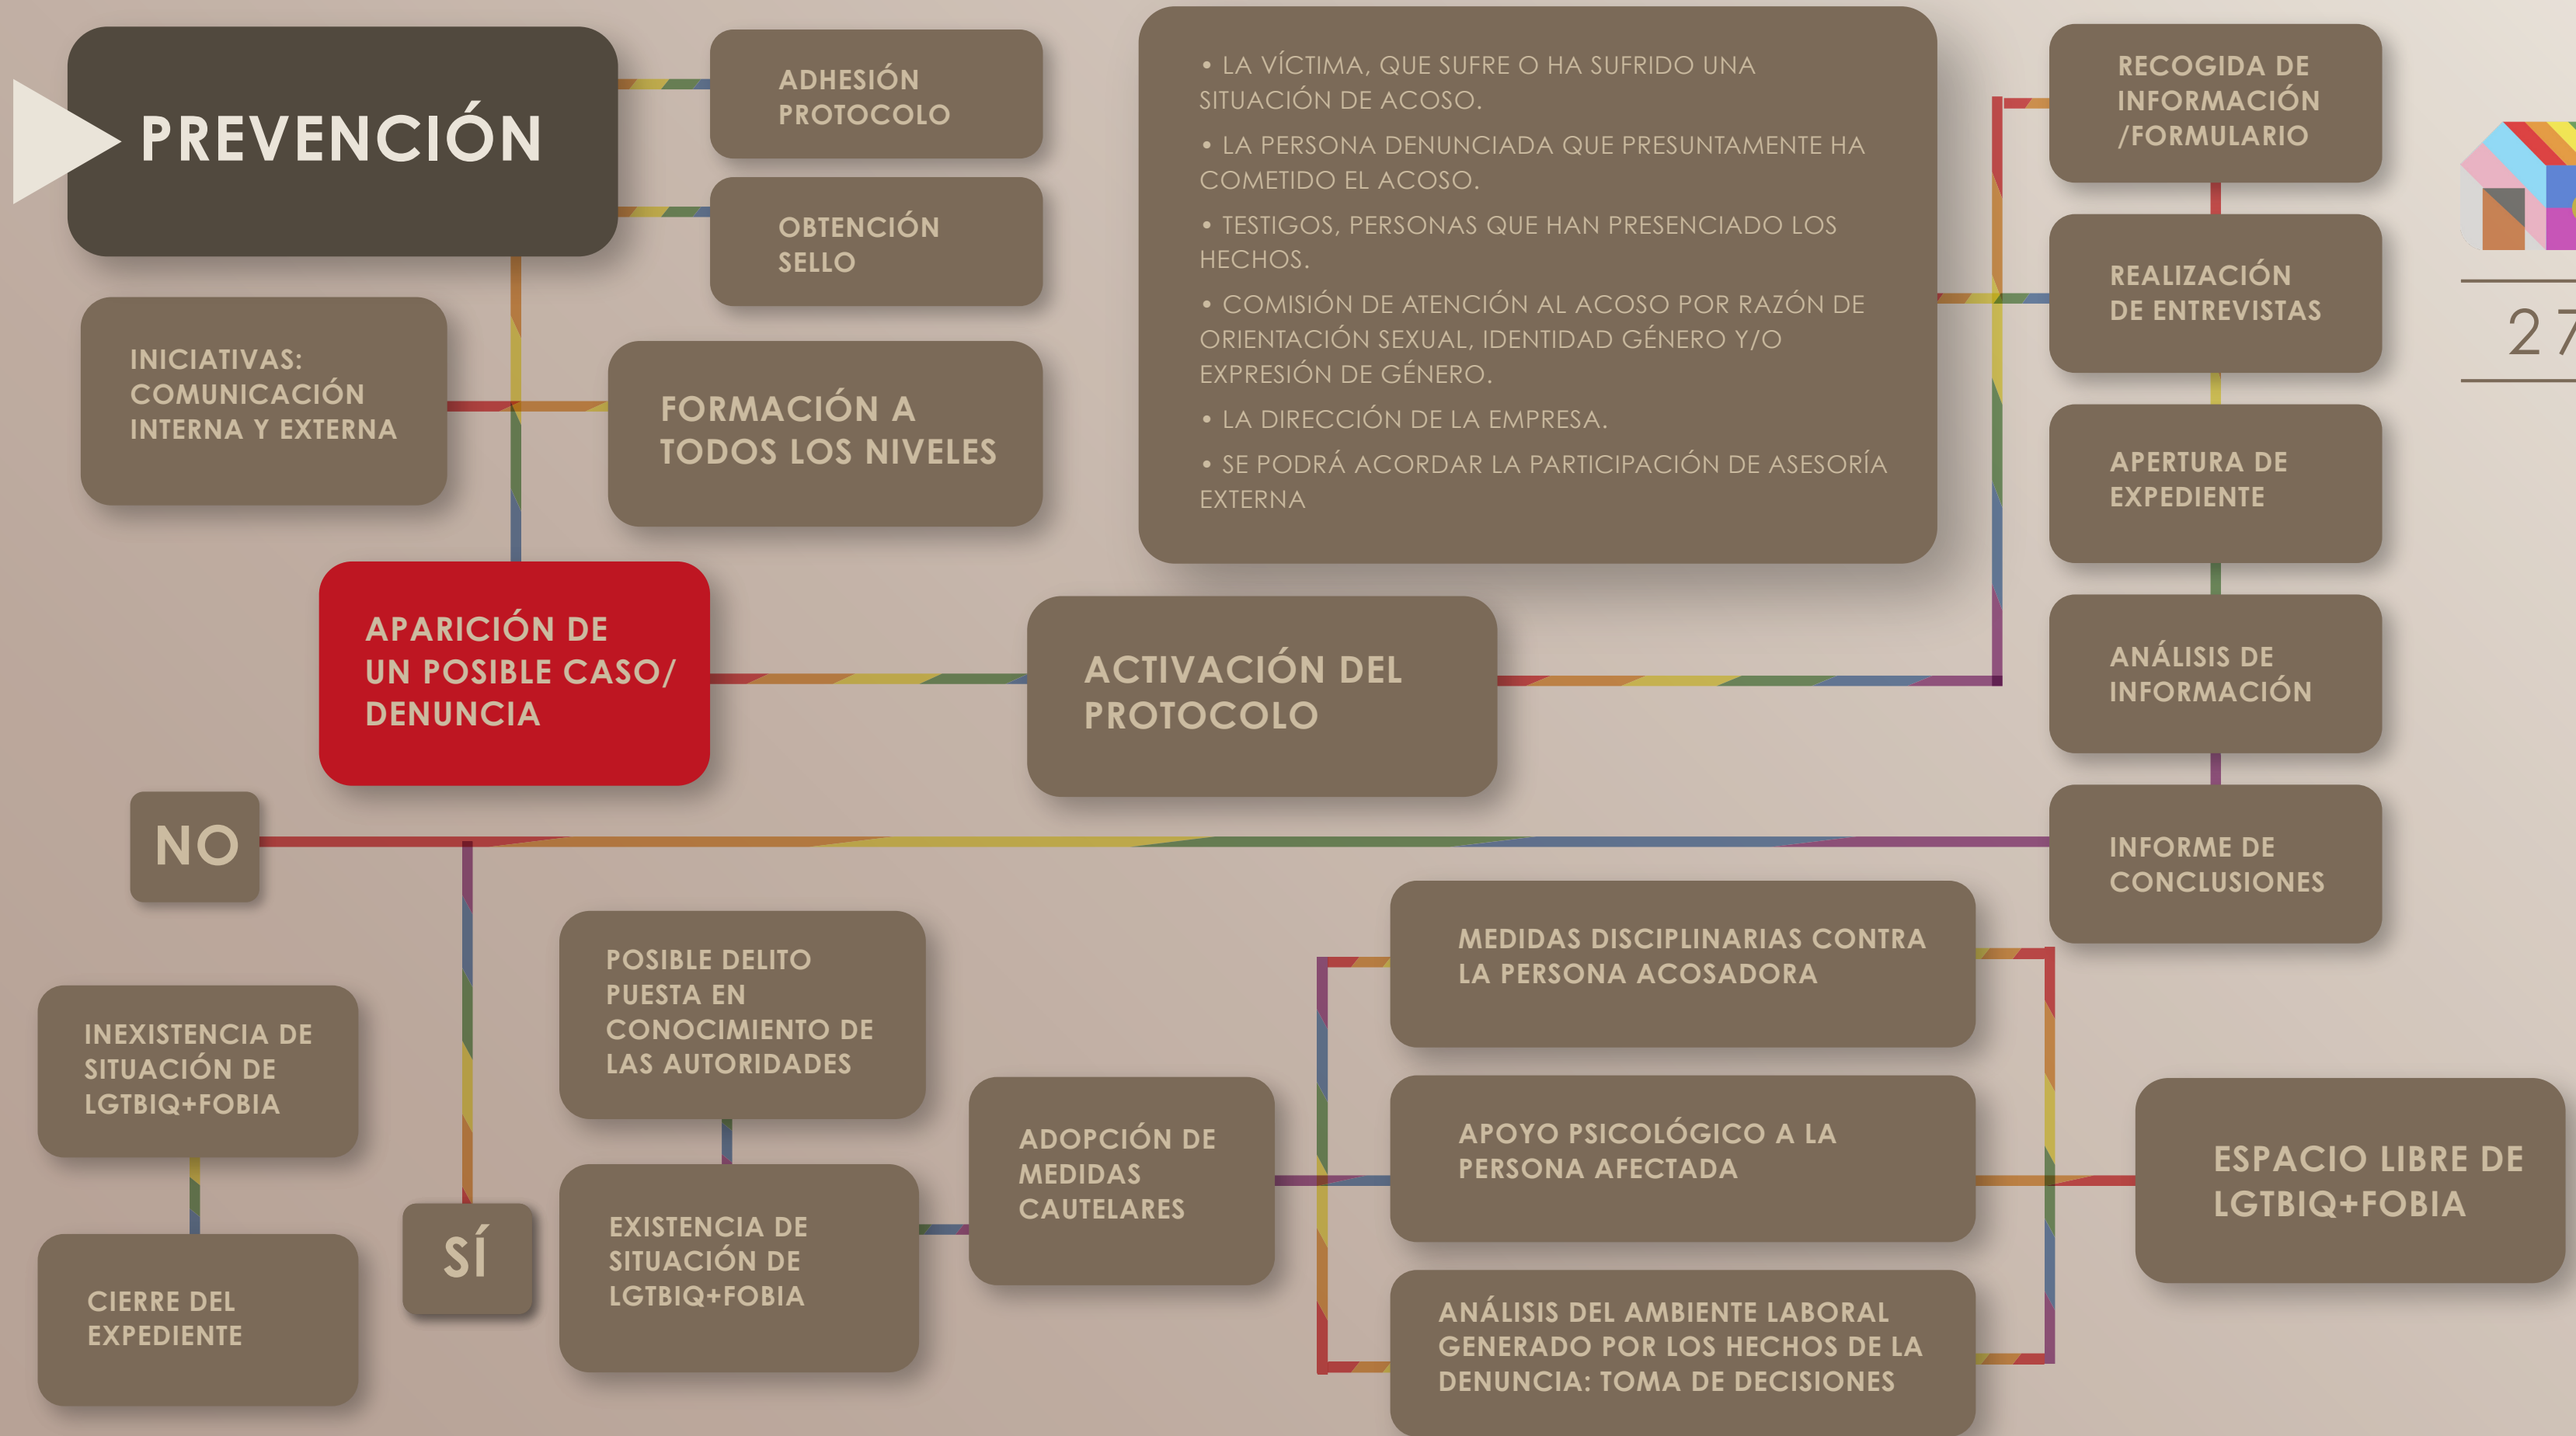 PREVENCIÓN
ADHESIÓN
PROTOCOLO
OBTENCIÓN
SELLO
INICIATIVAS:
COMUNICACIÓN
INTERNA Y EXTERNA
FORMACIÓN A
TODOS LOS NIVELES
• LA VÍCTIMA, QUE SUFRE O HA SUFRIDO UNA
SITUACIÓN DE ACOSO.
• LA PERSONA DENUNCIADA QUE PRESUNTAMENTE HA
COMETIDO EL ACOSO.
• TESTIGOS, PERSONAS QUE HAN PRESENCIADO LOS
HECHOS.
• COMISIÓN DE ATENCIÓN AL ACOSO POR RAZÓN DE
ORIENTACIÓN SEXUAL, IDENTIDAD GÉNERO Y/O
EXPRESIÓN DE GÉNERO.
• LA DIRECCIÓN DE LA EMPRESA.
• SE PODRÁ ACORDAR LA PARTICIPACIÓN DE ASESORÍA
EXTERNA
RECOGIDA DE
INFORMACIÓN
/FORMULARIO
REALIZACIÓN
DE ENTREVISTAS
APERTURA DE
EXPEDIENTE
ANÁLISIS DE
INFORMACIÓN
INFORME DE
CONCLUSIONES
27
APARICIÓN DE
UN POSIBLE CASO/
DENUNCIA
ACTIVACIÓN DEL
PROTOCOLO
NO
INEXISTENCIA DE
SITUACIÓN DE
LGTBIQ+FOBIA
CIERRE DEL
EXPEDIENTE
SÍ
POSIBLE DELITO
PUESTA EN
CONOCIMIENTO DE
LAS AUTORIDADES
EXISTENCIA DE
SITUACIÓN DE
LGTBIQ+FOBIA
ADOPCIÓN DE
MEDIDAS
CAUTELARES
MEDIDAS DISCIPLINARIAS CONTRA
LA PERSONA ACOSADORA
APOYO PSICOLÓGICO A LA
PERSONA AFECTADA
ANÁLISIS DEL AMBIENTE LABORAL
GENERADO POR LOS HECHOS DE LA
DENUNCIA: TOMA DE DECISIONES
ESPACIO LIBRE DE
LGTBIQ+FOBIA